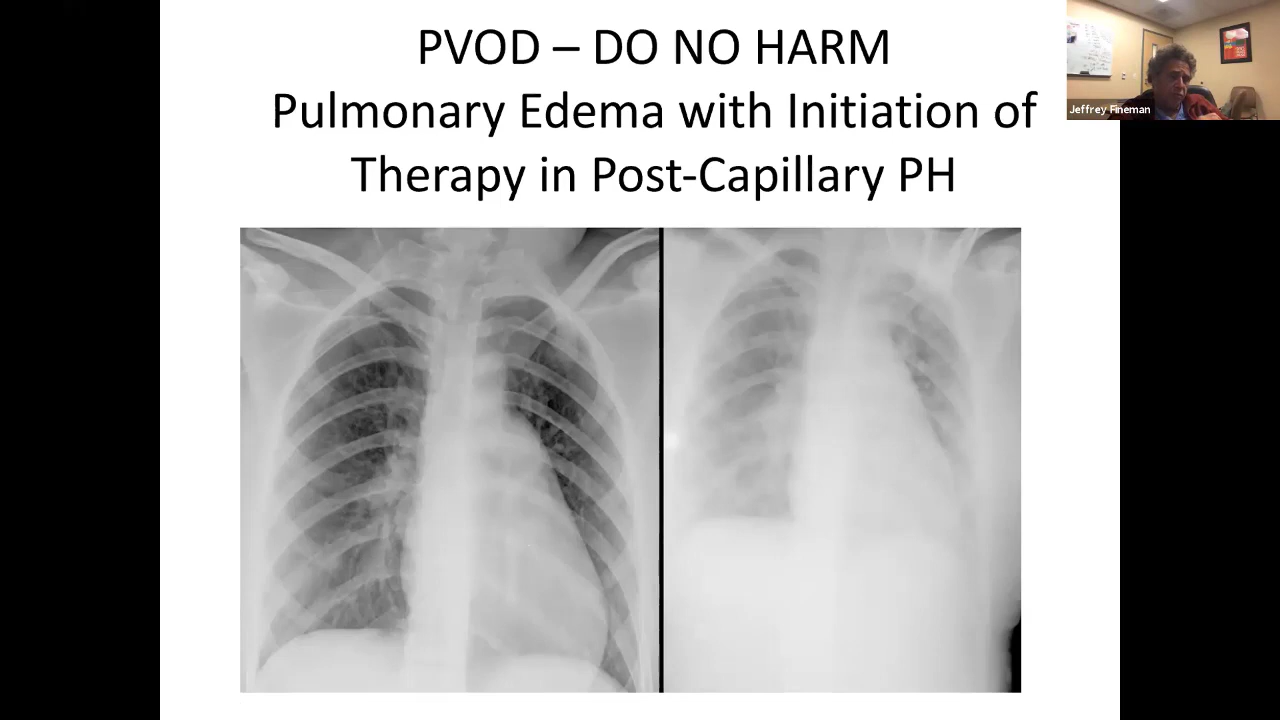 PVOD – DO NO HARM
Pulmonary Edema with Initiation of
Therapy in Post-Capillary PH
Jeffrey Fineman